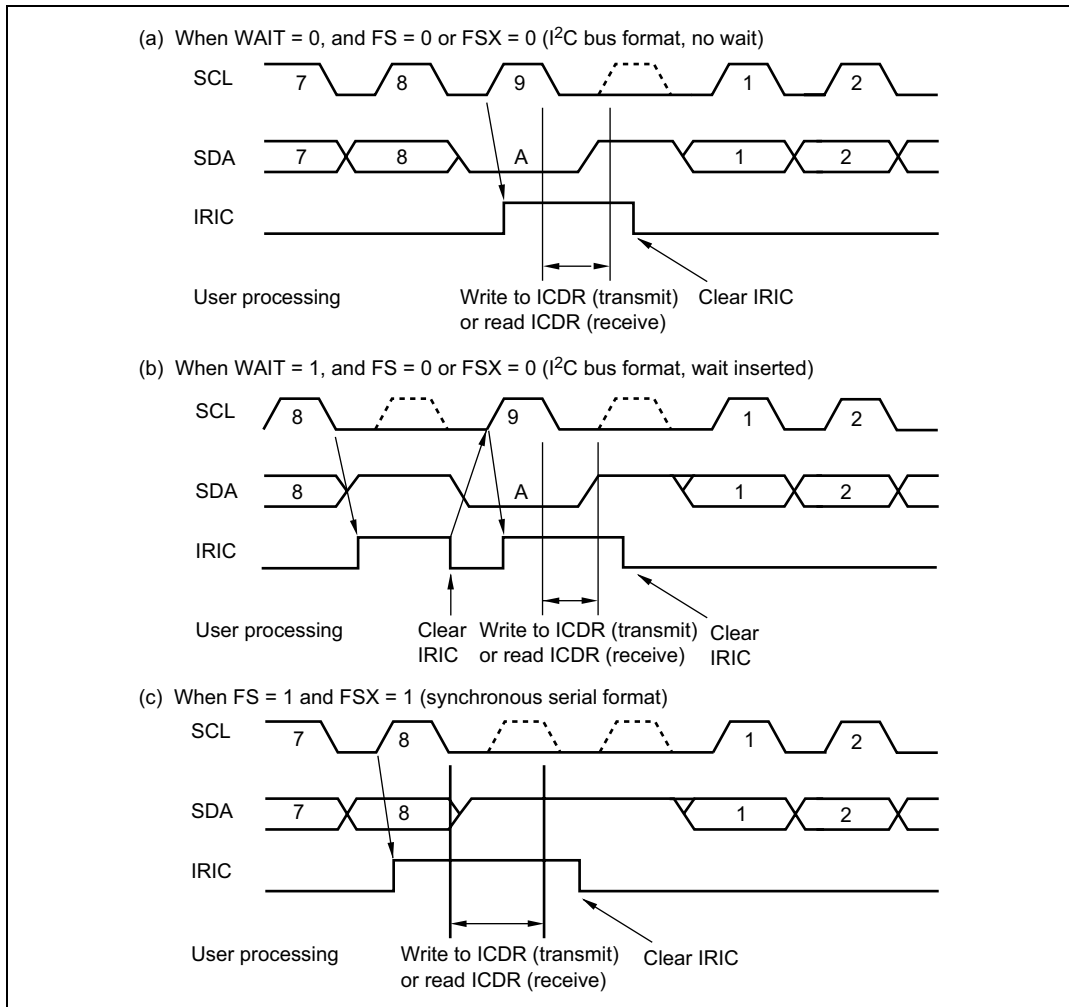 (a) When WAIT = 0, and FS = 0 or FSX = 0 (I²C bus format, no wait)
SCL
7 8 9 1 2
SDA
7 8 A 1 2
IRIC
User processing
Write to ICDR (transmit)
or read ICDR (receive)
Clear IRIC
(b) When WAIT = 1, and FS = 0 or FSX = 0 (I²C bus format, wait inserted)
SCL
8 9 1 2
SDA
8 A 1 2
IRIC
User processing
Clear
IRIC
Write to ICDR (transmit)
or read ICDR (receive)
Clear
IRIC
(c) When FS = 1 and FSX = 1 (synchronous serial format)
SCL
7 8 1 2
SDA
7 8 1 2
IRIC
User processing
Write to ICDR (transmit)
or read ICDR (receive)
Clear IRIC